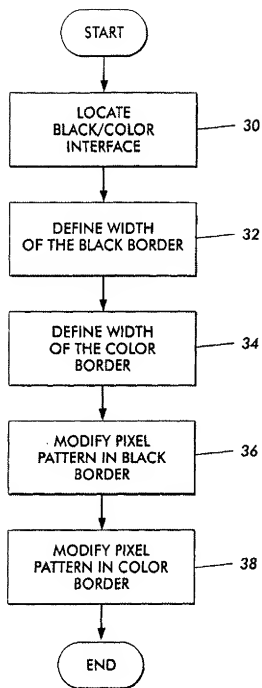 START
LOCATE
BLACK/COLOR
INTERFACE
30
DEFINE WIDTH
OF THE BLACK BORDER
32
DEFINE WIDTH
OF THE COLOR
BORDER
34
MODIFY PIXEL
PATTERN IN BLACK
BORDER
36
MODIFY PIXEL
PATTERN IN COLOR
BORDER
38
END